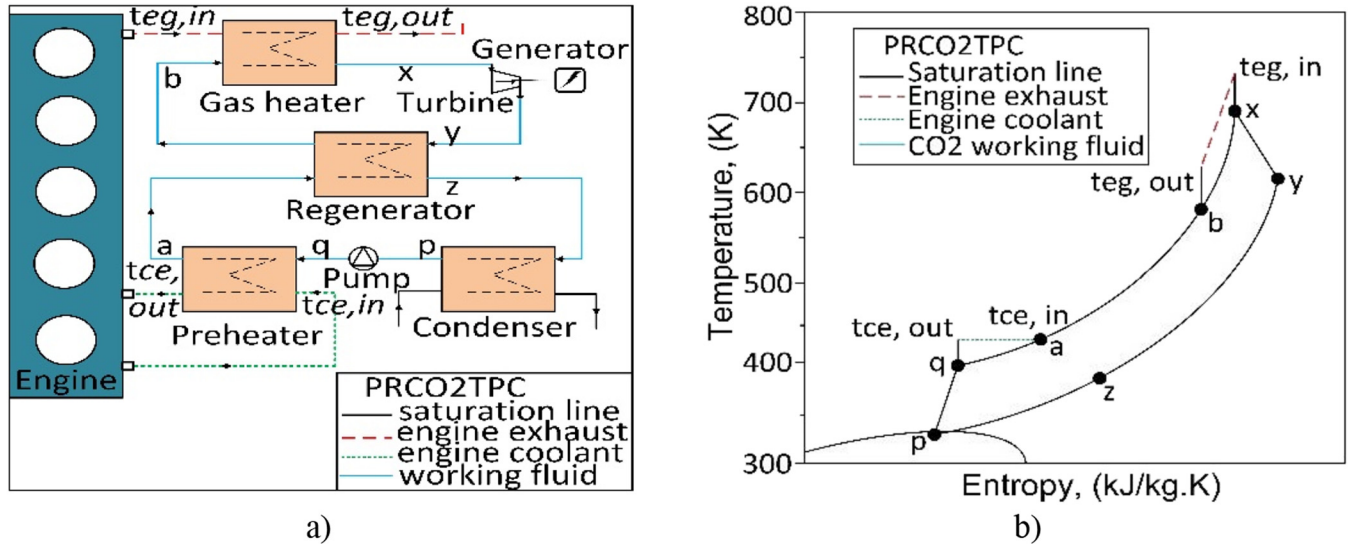 teg,in
teg,out
Generator
b
x
Gas heater
Turbine
y
z
Regenerator
a
q
p
Pump
tce,
out
tce,in
Preheater
Condenser
Engine
PRCO2TPC
saturation line
engine exhaust
engine coolant
working fluid
a)
800
700
600
500
400
300
Temperature, (K)
PRCO2TPC
Saturation line
Engine exhaust
Engine coolant
CO2 working fluid
teg, in
x
teg, out
y
b
tce, out
tce, in
q
a
z
p
Entropy, (kJ/kg.K)
b)